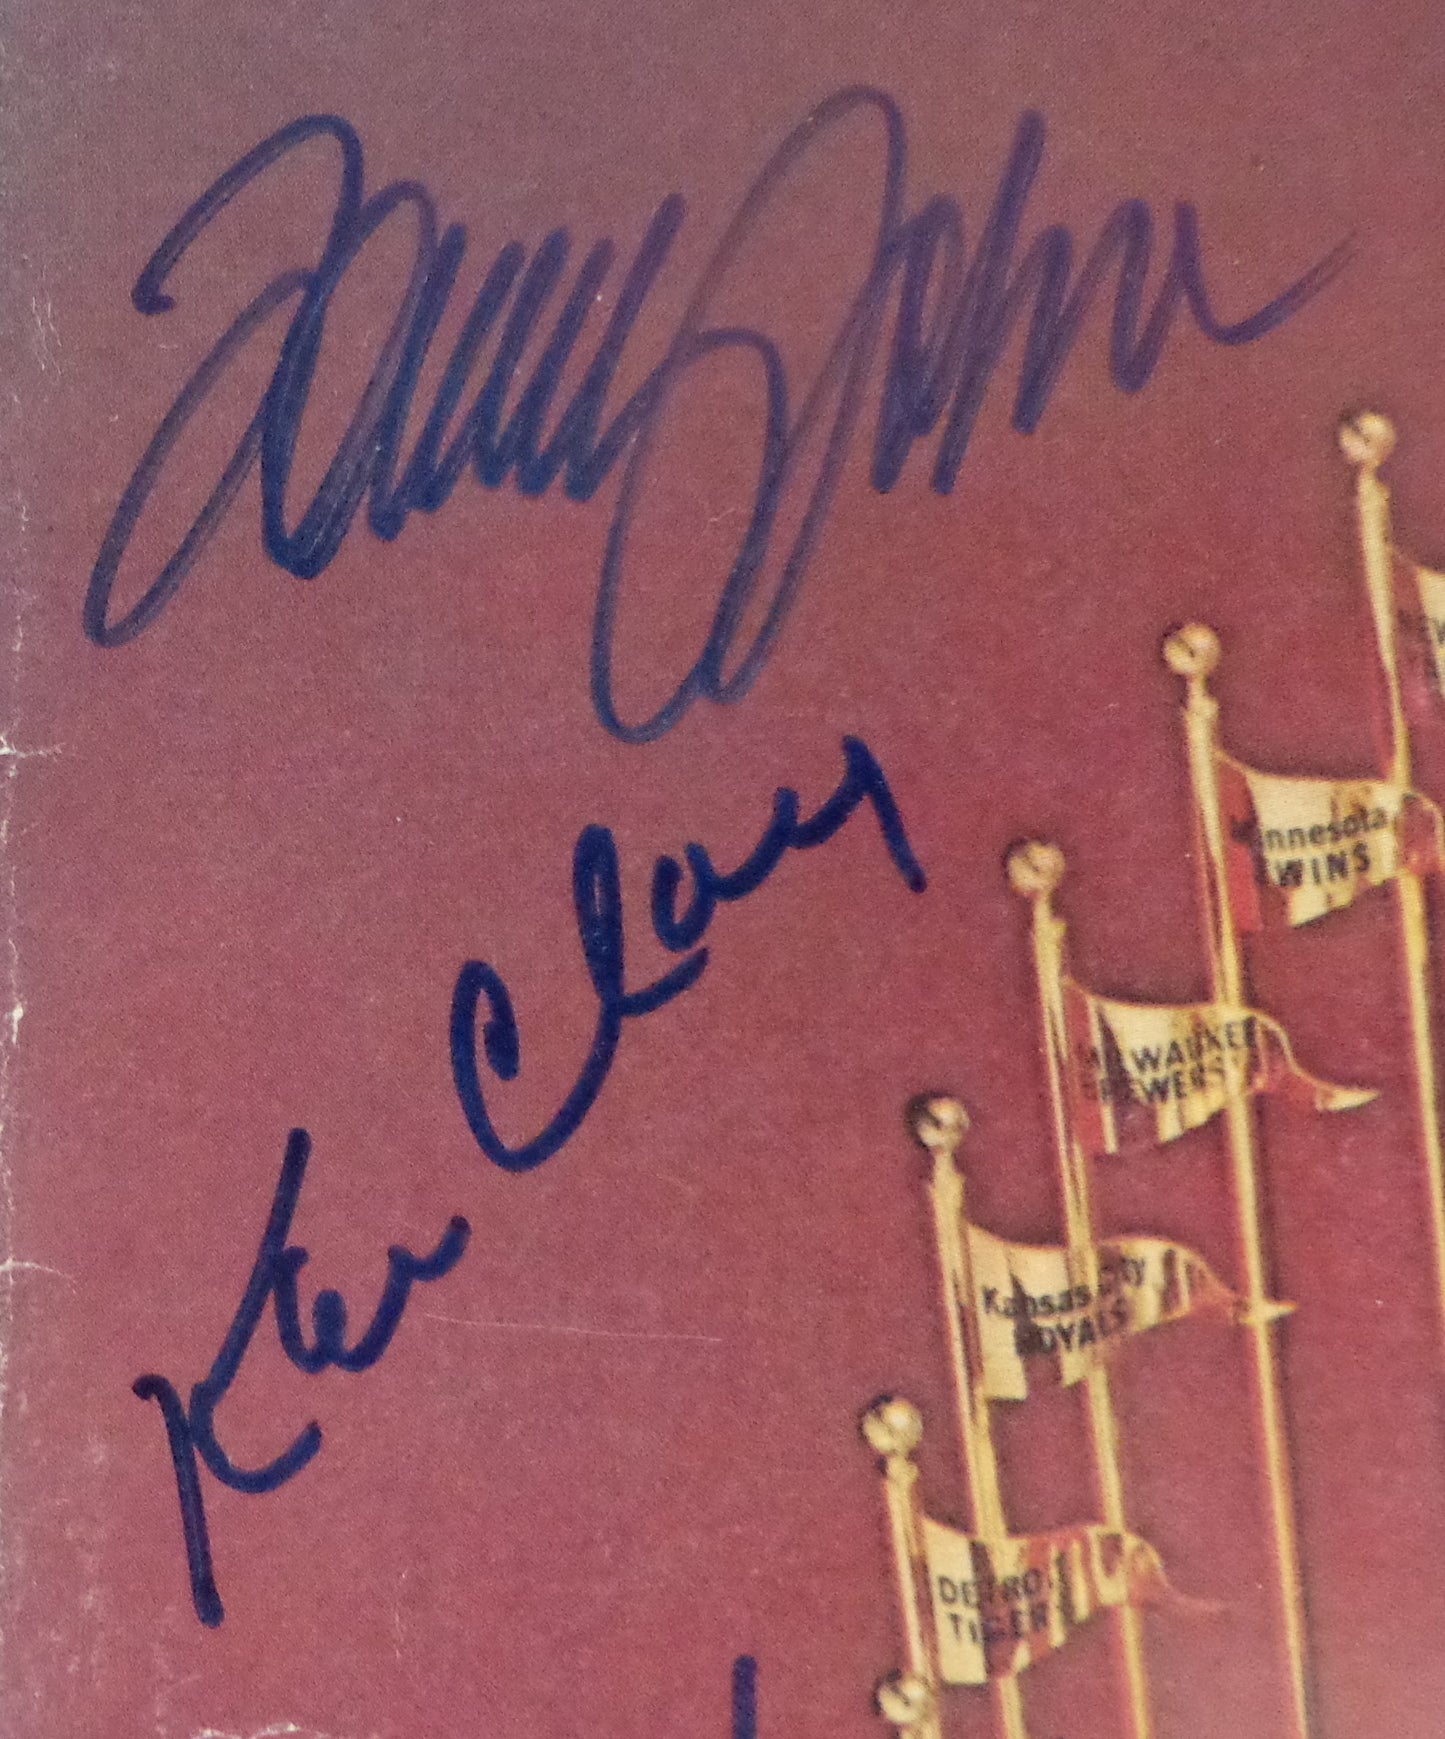 Tommy John
Ken Clay
Minnesota
TWINS
MILWAUKEE
BREWERS
Kansas City
ROYALS
DETROIT
TIGERS